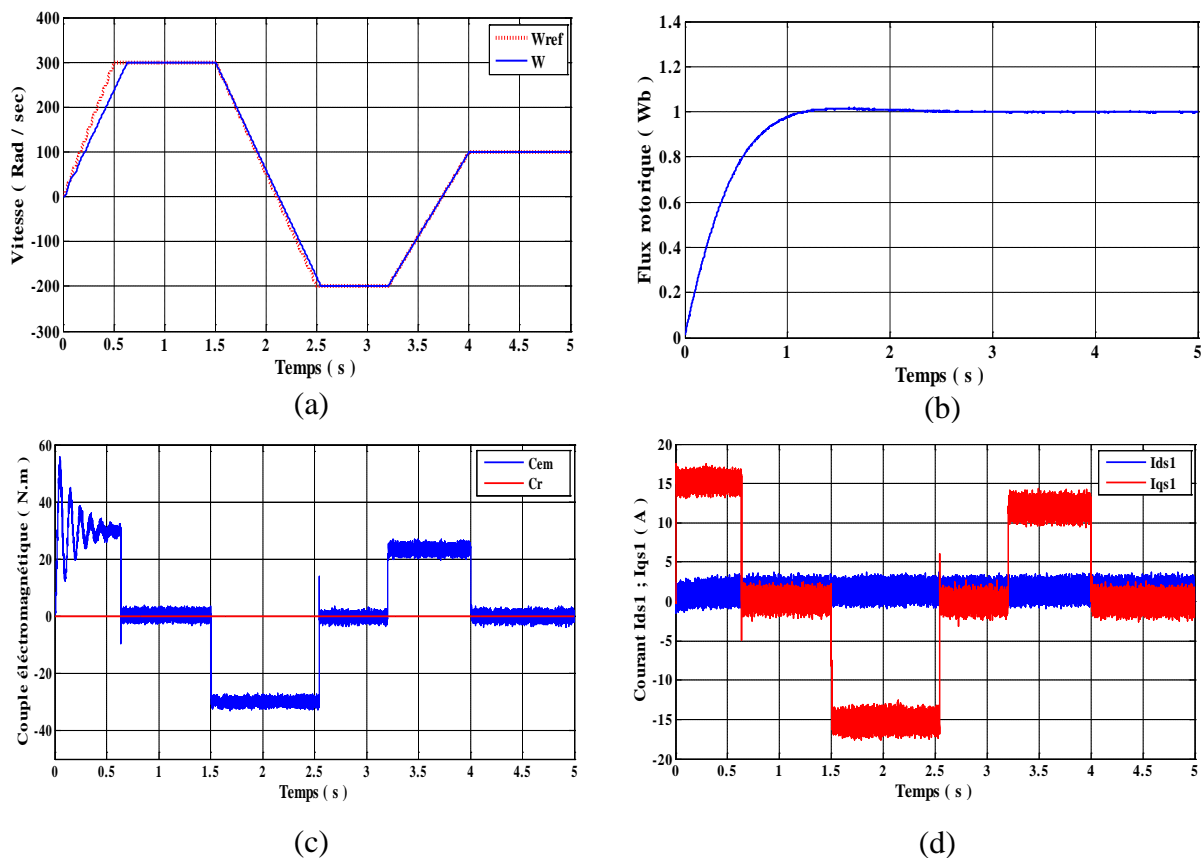 400
300
200
100
0
-100
-200
-300
0 0.5 1 1.5 2 2.5 3 3.5 4 4.5 5
Vitesse ( Rad / sec)
Temps ( s )
Wref
W
(a)
1.4
1.2
1
0.8
0.6
0.4
0.2
0
0 1 2 3 4 5
Flux rotorique ( Wb )
Temps ( s )
(b)
60
40
20
0
-20
-40
0 0.5 1 1.5 2 2.5 3 3.5 4 4.5 5
Couple éléctromagnétique ( N.m )
Temps ( s )
Cem
Cr
(c)
20
15
10
5
0
-5
-10
-15
-20
0 0.5 1 1.5 2 2.5 3 3.5 4 4.5 5
Courant Ids1 ; Iqs1 ( A )
Temps ( s )
Ids1
Iqs1
(d)